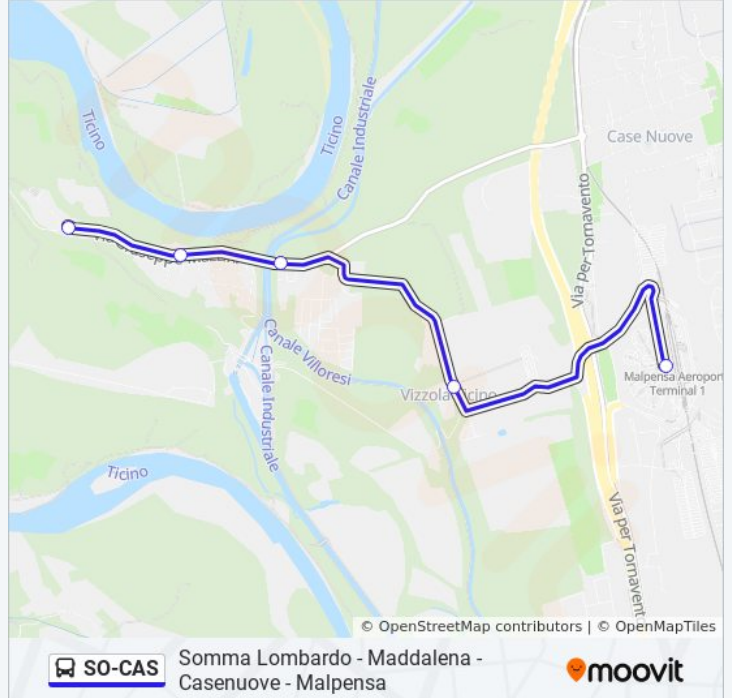 Ticino
Ticino
Canale Industriale
Case Nuove
Via per Tornavento
Canale Villoresi
Canale Industriale
Vizzola Ticino
Malpensa Aeroport
Terminal 1
Ticino
Via per Tornavento
© OpenStreetMap contributors | © OpenMapTiles
SO-CAS
Somma Lombardo - Maddalena -
Casenuove - Malpensa
moovit